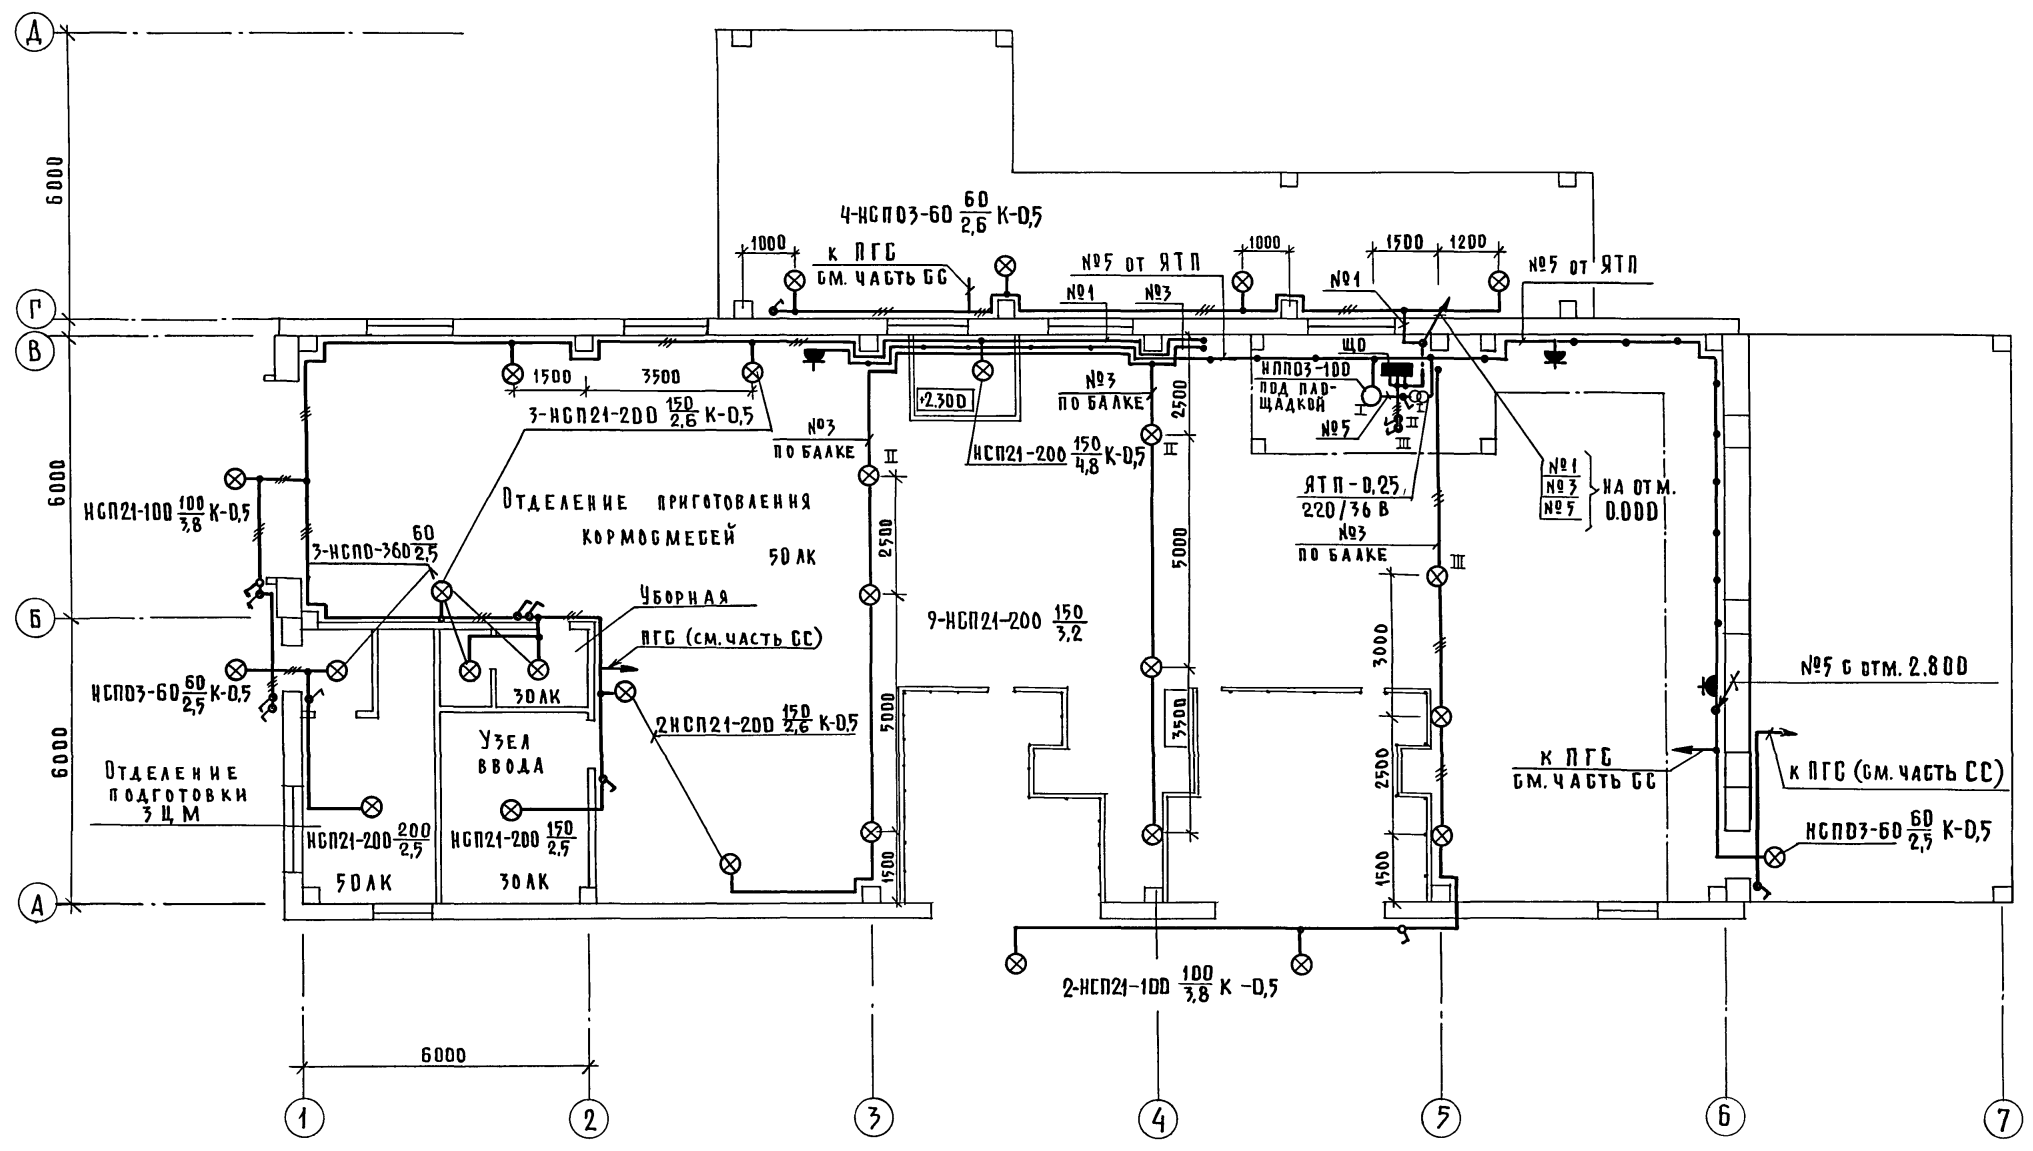 Д
6000
4-НСП03-60 60/2,6 К-0,5
1000
К ПГС
СМ. ЧАСТЬ СС
№5 ОТ ЯТП
№1
№3
1000
№1
1500
1200
№5 ОТ ЯТП
Г
В
1500
3500
3-НСП21-200 150/2,6 К-0,5
№3
ПО БАЛКЕ
+2.300
НСП21-200 150/4,8 К-0,5
№3
ПО БАЛКЕ
2500
ЩО
НПП03-100
ПОД ПЛО-
ЩАДКОЙ
№5
I
I
II
III
ЯТП-0,25,
220/36 В
№3
ПО БАЛКЕ
№1
№3
№5
НА ОТМ.
0.000
II
II
III
6000
НСП21-100 100/3,8 К-0,5
3-НСП0-360 60/2,5
ОТДЕЛЕНИЕ ПРИГОТОВЛЕНИЯ
КОРМОСМЕСЕЙ
50 ЛК
2500
5000
Б
УБОРНАЯ
ПГС (СМ. ЧАСТЬ СС)
9-НСП21-200 150/3,2
3000
НСП03-60 60/2,5 К-0,5
30 ЛК
2НСП21-200 150/2,6 К-0,5
5000
3500
№5 С ОТМ. 2.800
6000
УЗЕЛ
ВВОДА
ОТДЕЛЕНИЕ
ПОДГОТОВКИ
ЗЦМ
2500
К ПГС
СМ. ЧАСТЬ СС
К ПГС (СМ. ЧАСТЬ СС)
НСП21-200 200/2,5
НСП21-200 150/2,5
НСП03-60 60/2,5 К-0,5
50 ЛК
30 ЛК
1500
1500
А
2-НСП21-100 100/3,8 К-0,5
6000
1
2
3
4
5
6
7